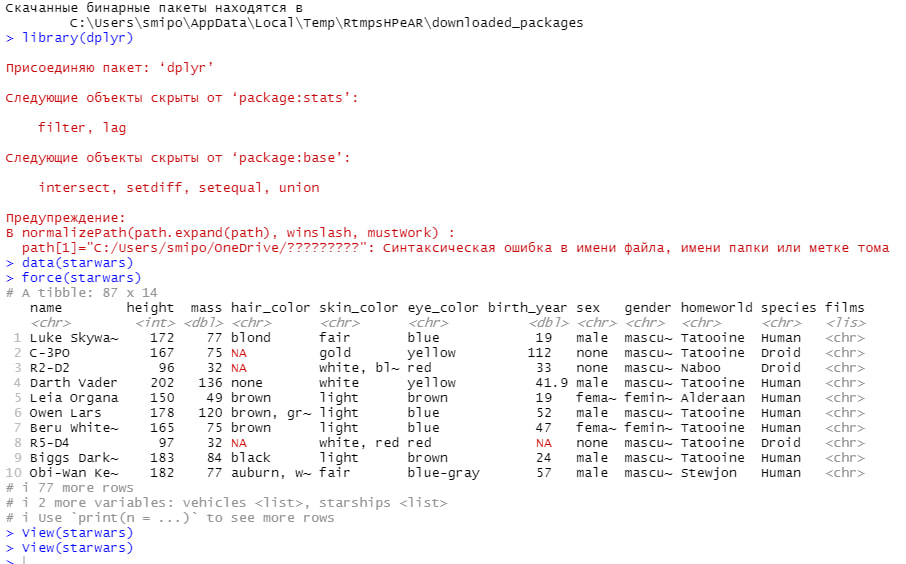 Скачанные бинарные пакеты находятся в
        C:\Users\smipo\AppData\Local\Temp\RtmpsHPeAR\downloaded_packages
> library(dplyr)
Присоединяю пакет: ‘dplyr’
Следующие объекты скрыты от ‘package:stats’:
    filter, lag
Следующие объекты скрыты от ‘package:base’:
    intersect, setdiff, setequal, union
Предупреждение:
В normalizePath(path.expand(path), winslash, mustWork) :
  path[1]="C:/Users/smipo/OneDrive/?????????": Синтаксическая ошибка в имени файла, имени папки или метке тома
> data(starwars)
> force(starwars)
# A tibble: 87 x 14
   name        height  mass hair_color skin_color eye_color birth_year sex   gender homeworld species films
   <chr>        <int> <dbl> <chr>      <chr>      <chr>          <dbl> <chr> <chr>  <chr>     <chr>   <lis>
 1 Luke Skywa~    172    77 blond      fair       blue            19   male  mascu~ Tatooine  Human   <chr>
 2 C-3PO          167    75 NA         gold       yellow         112   none  mascu~ Tatooine  Droid   <chr>
 3 R2-D2           96    32 NA         white, bl~ red             33   none  mascu~ Naboo     Droid   <chr>
 4 Darth Vader    202   136 none       white      yellow          41.9 male  mascu~ Tatooine  Human   <chr>
 5 Leia Organa    150    49 brown      light      brown           19   fema~ femin~ Alderaan  Human   <chr>
 6 Owen Lars      178   120 brown, gr~ light      blue            52   male  mascu~ Tatooine  Human   <chr>
 7 Beru White~    165    75 brown      light      blue            47   fema~ femin~ Tatooine  Human   <chr>
 8 R5-D4           97    32 NA         white, red red             NA   none  mascu~ Tatooine  Droid   <chr>
 9 Biggs Dark~    183    84 black      light      brown           24   male  mascu~ Tatooine  Human   <chr>
10 Obi-Wan Ke~    182    77 auburn, w~ fair       blue-gray       57   male  mascu~ Stewjon   Human   <chr>
# i 77 more rows
# i 2 more variables: vehicles <list>, starships <list>
# i Use `print(n = ...)` to see more rows
> View(starwars)
> View(starwars)
>